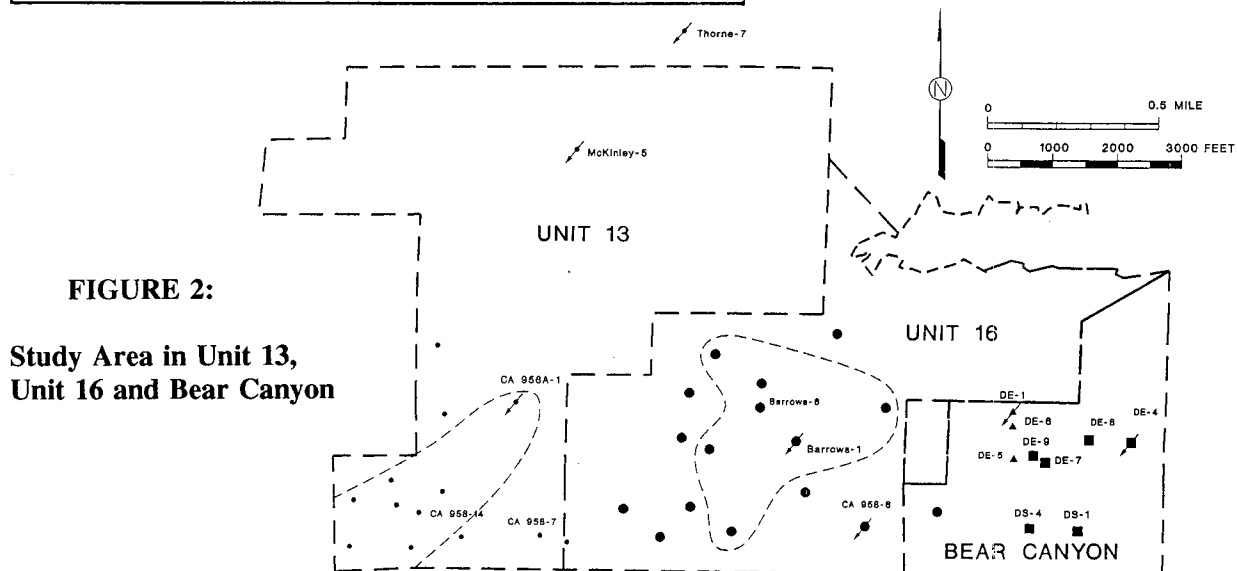 Thorne-7
N
0 0.5 MILE
0 1000 2000 3000 FEET
McKinley-5
UNIT 13
FIGURE 2:
Study Area in Unit 13,
Unit 16 and Bear Canyon
UNIT 16
CA 956A-1
Barrows-6
Barrows-1
DE-1
DE-6
DE-8
DE-4
DE-9
DE-5
DE-7
CA 958-14
CA 958-7
CA 958-6
DS-4
DS-1
BEAR CANYON